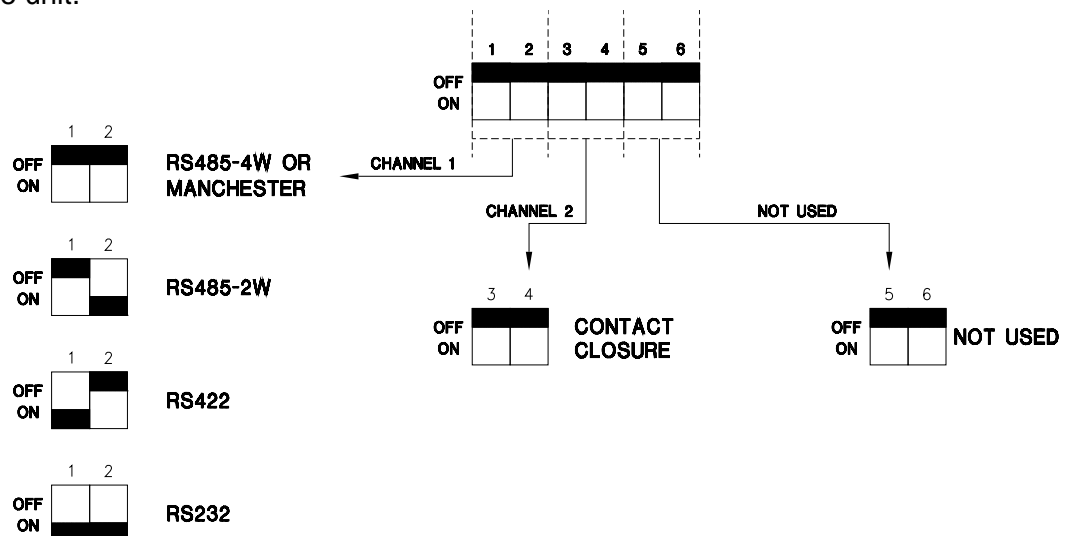 unit.
1 2 3 4 5 6
OFF
ON
CHANNEL 1
CHANNEL 2
NOT USED
1 2
OFF
ON
RS485-4W OR
MANCHESTER
1 2
OFF
ON
RS485-2W
1 2
OFF
ON
RS422
1 2
OFF
ON
RS232
3 4
OFF
ON
CONTACT
CLOSURE
5 6
OFF
ON
NOT USED